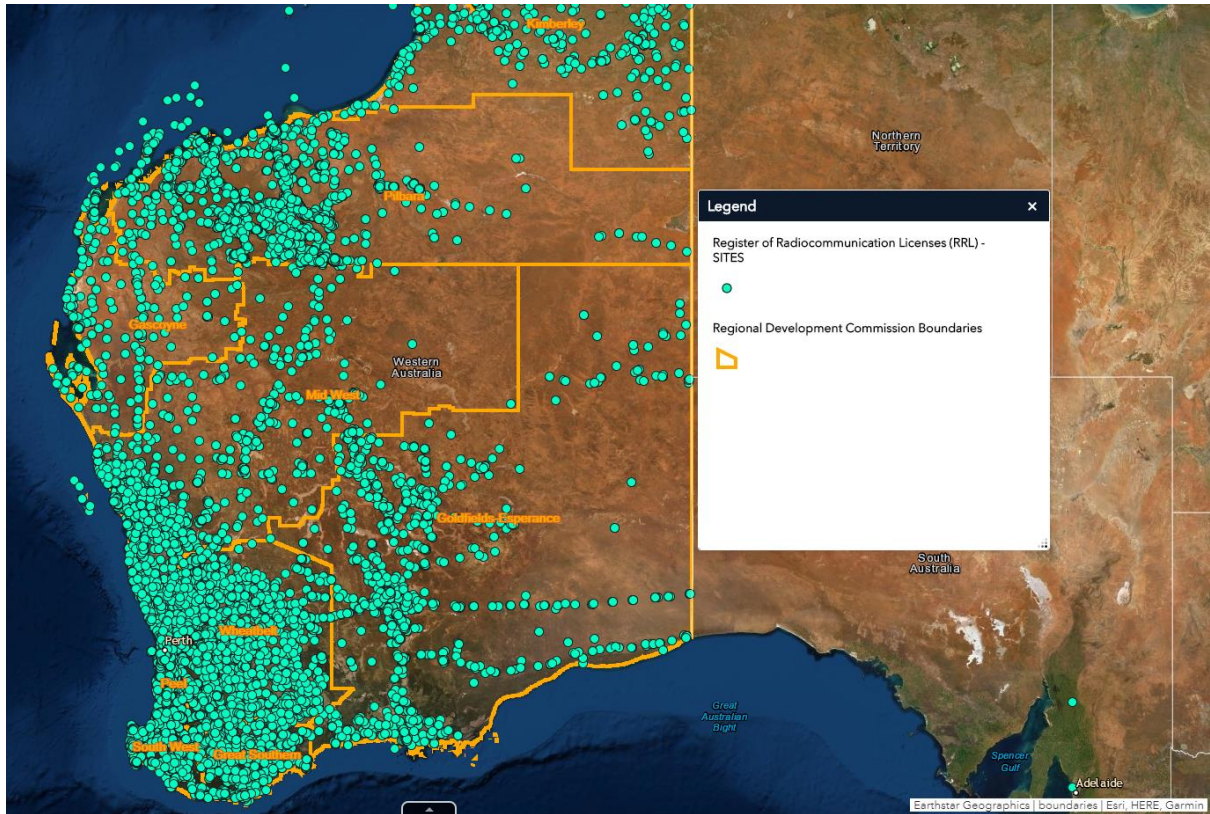 Kimberley
Northern
Territory
Pilbara
Legend
Register of Radiocommunication Licenses (RRL) -
SITES
Regional Development Commission Boundaries
Gascoyne
Western
Australia
Mid West
Goldfields-Esperance
South
Australia
Wheatbelt
Perth
Peel
Great
Australian
Bight
South West
Great Southern
Spencer
Gulf
Adelaide
Earthstar Geographics | boundaries | Esri, HERE, Garmin